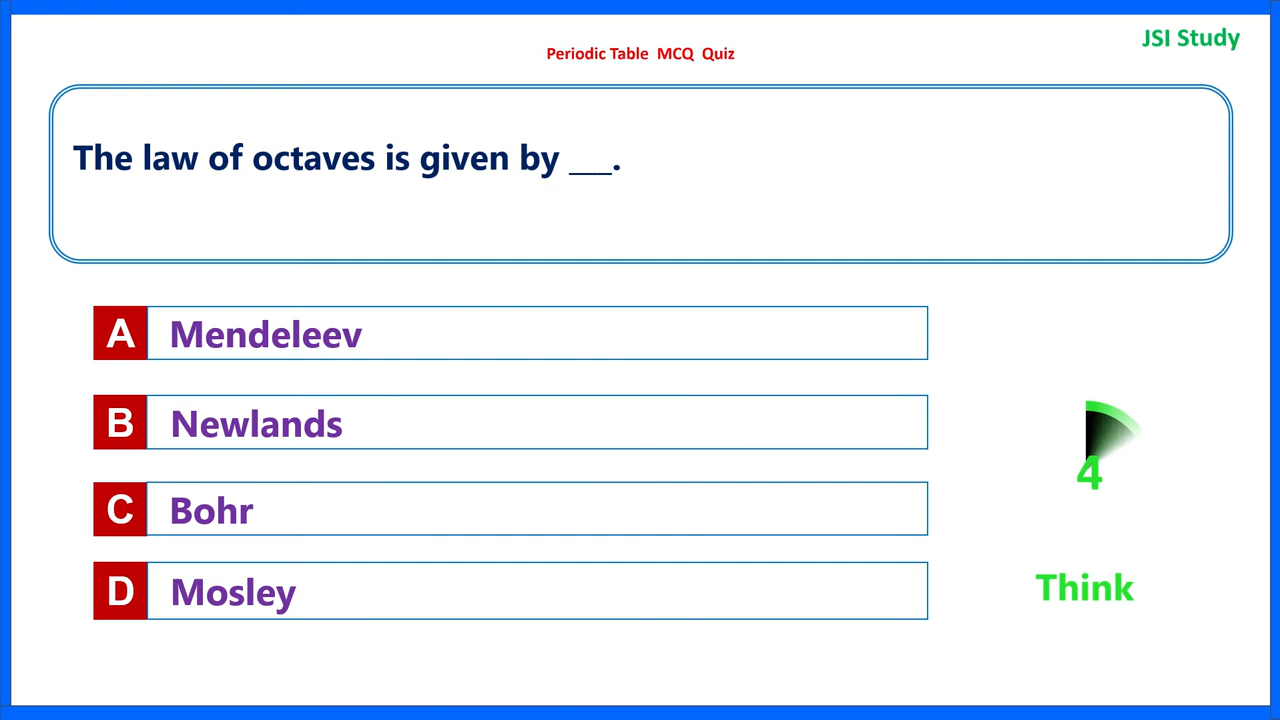 JSI Study
Periodic Table MCQ Quiz
The law of octaves is given by ___.
A Mendeleev
B Newlands
C Bohr
D Mosley
4
Think